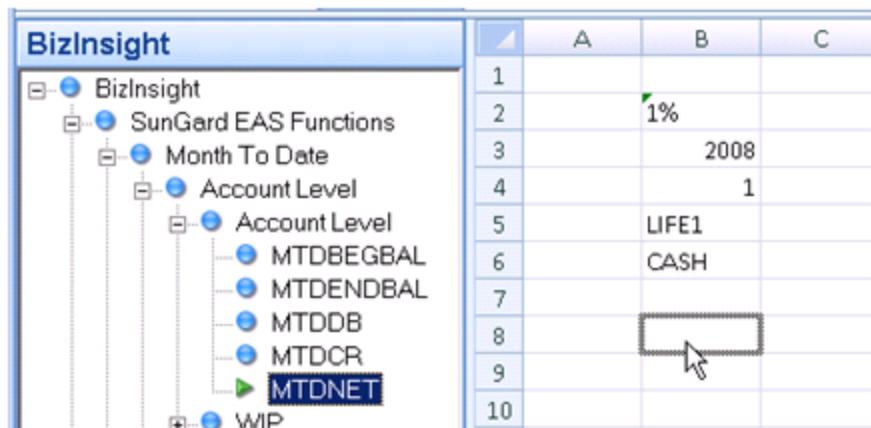 BizInsight
BizInsight
SunGard EAS Functions
Month To Date
Account Level
Account Level
MTDBEGBAL
MTDENDBAL
MTDDB
MTDCR
MTDNET
WIP
A B C
1
2 1%
3 2008
4 1
5 LIFE1
6 CASH
7
8
9
10